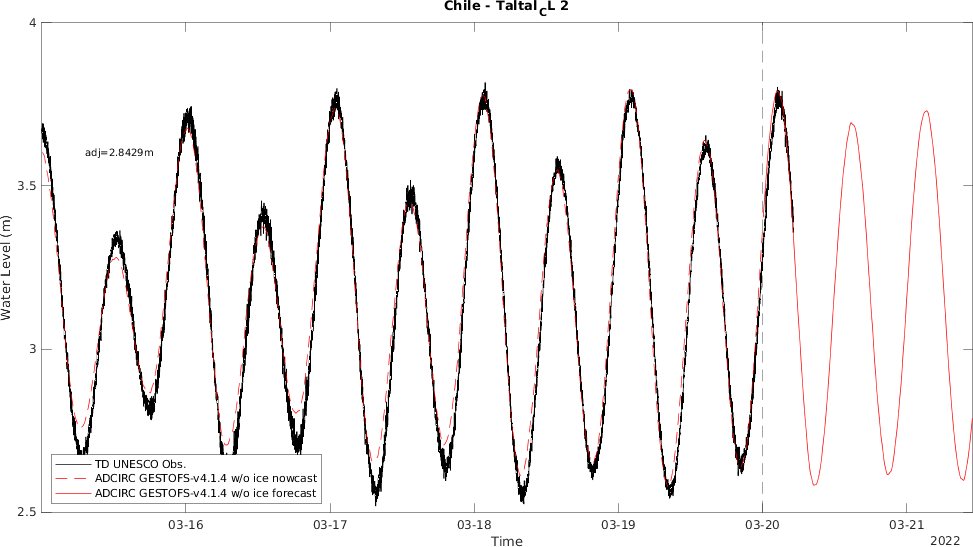 Chile - Taltal_CL 2
4
adj=2.8429m
3.5
Water Level (m)
3
TD UNESCO Obs.
ADCIRC GESTOFS-v4.1.4 w/o ice nowcast
ADCIRC GESTOFS-v4.1.4 w/o ice forecast
2.5
03-16 03-17 03-18 03-19 03-20 03-21
Time
2022